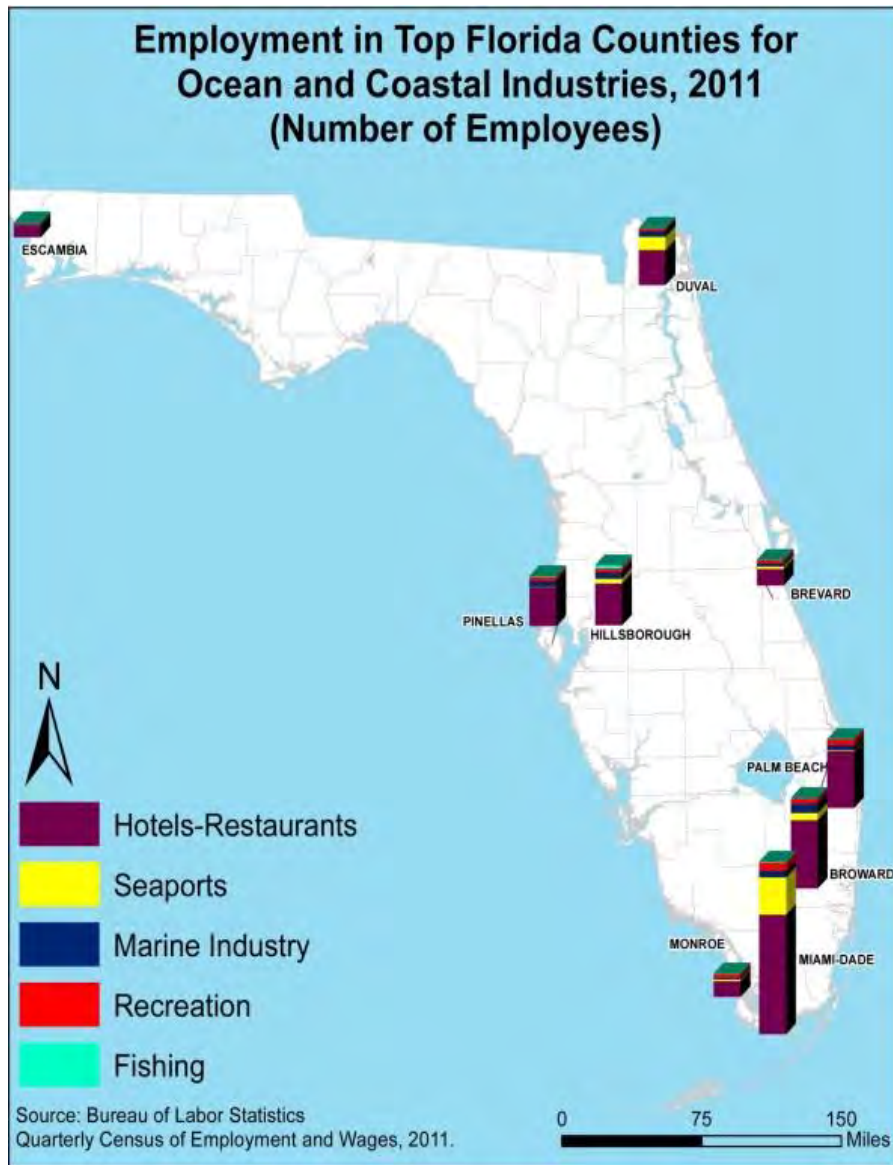 Employment in Top Florida Counties for
Ocean and Coastal Industries, 2011
(Number of Employees)
ESCAMBIA
DUVAL
BREVARD
PINELLAS
HILLSBOROUGH
N
PALM BEACH
Hotels-Restaurants
BROWARD
Seaports
MONROE
MIAMI-DADE
Marine Industry
Recreation
Fishing
Source: Bureau of Labor Statistics
Quarterly Census of Employment and Wages, 2011.
0 75 150
Miles